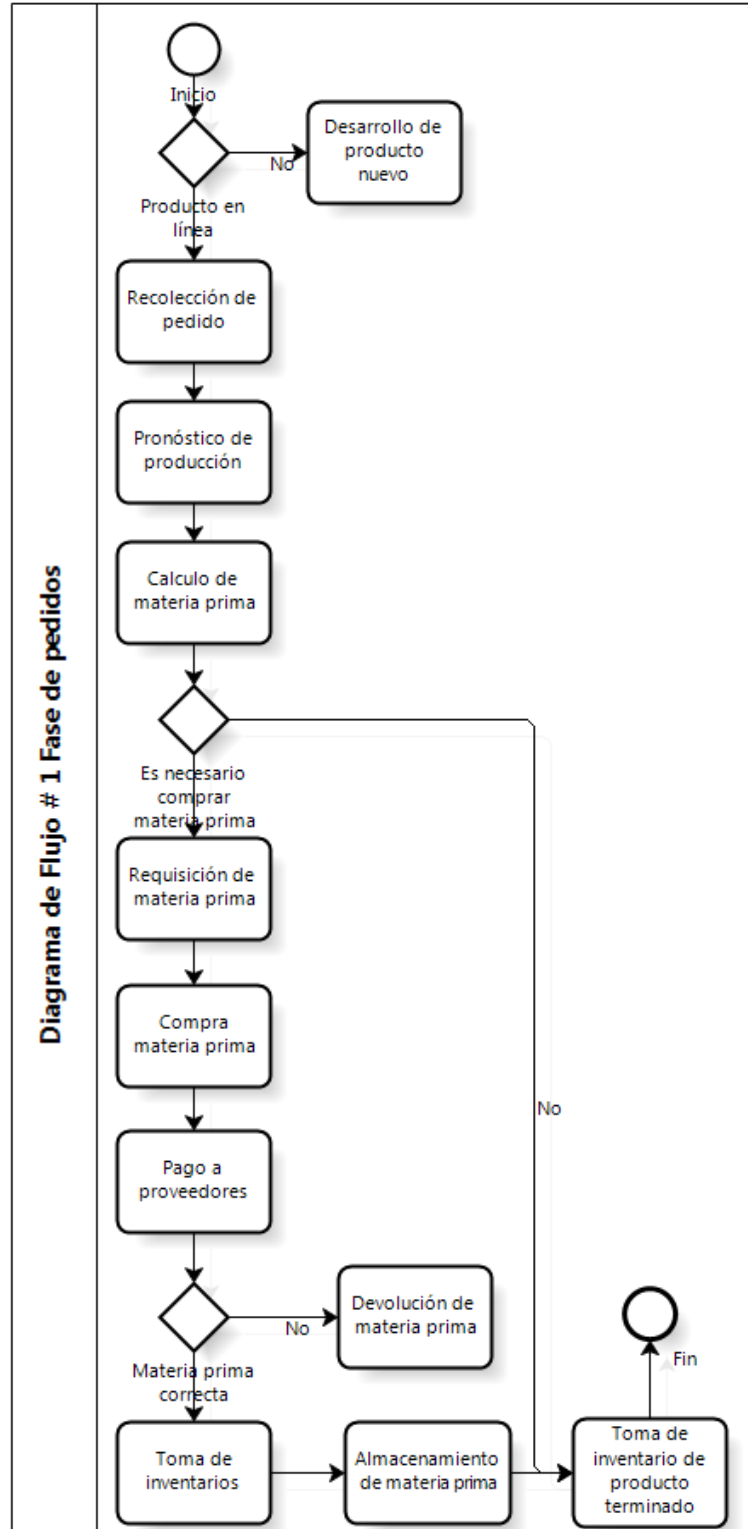 Diagrama de Flujo # 1 Fase de pedidos
Inicio
Desarrollo de
producto
nuevo
No
Producto en
línea
Recolección de
pedido
Pronóstico de
producción
Calculo de
materia prima
Es necesario
comprar
materia prima
Requisición de
materia prima
Compra
materia prima
No
Pago a
proveedores
Devolución de
materia prima
No
Materia prima
correcta
Fin
Toma de
inventarios
Almacenamiento
de materia prima
Toma de
inventario de
producto
terminado